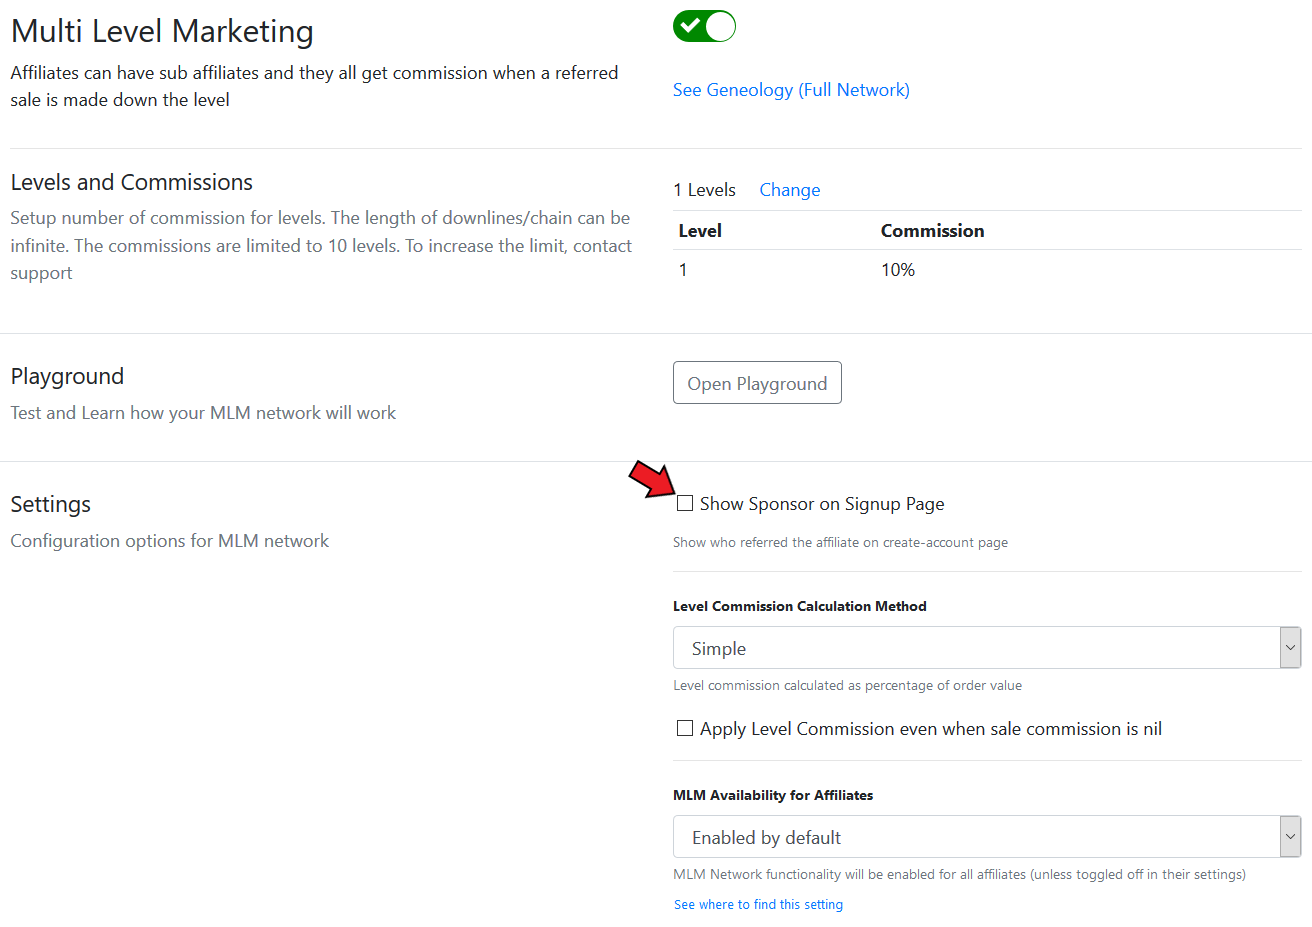 Multi Level Marketing
Affiliates can have sub affiliates and they all get commission when a referred
sale is made down the level
See Geneology (Full Network)
Levels and Commissions
Setup number of commission for levels. The length of downlines/chain can be
infinite. The commissions are limited to 10 levels. To increase the limit, contact
support
1 Levels Change
Level Commission
1 10%
Playground
Test and Learn how your MLM network will work
Open Playground
Settings
Configuration options for MLM network
Show Sponsor on Signup Page
Show who referred the affiliate on create-account page
Level Commission Calculation Method
Simple
Level commission calculated as percentage of order value
Apply Level Commission even when sale commission is nil
MLM Availability for Affiliates
Enabled by default
MLM Network functionality will be enabled for all affiliates (unless toggled off in their settings)
See where to find this setting